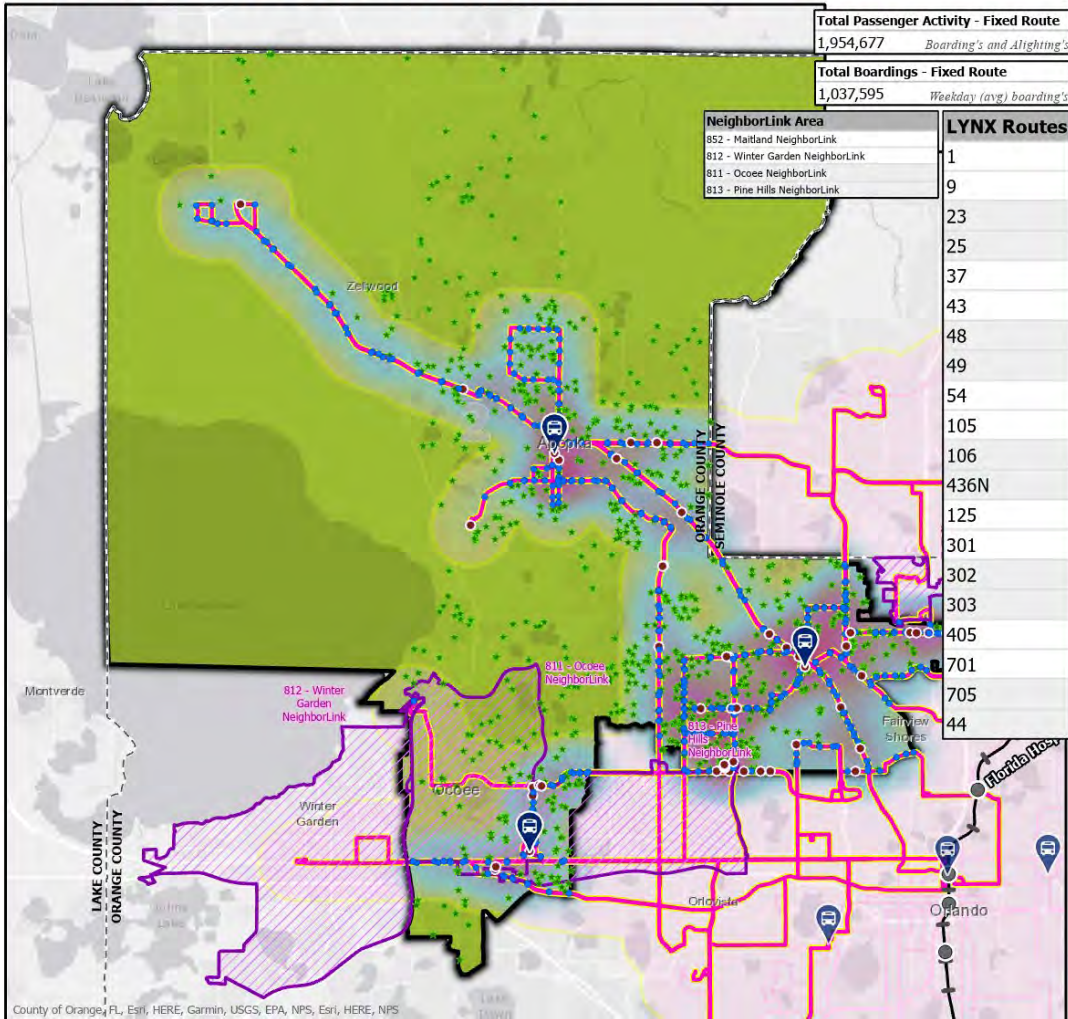 Total Passenger Activity - Fixed Route
1,954,677 Boarding's and Alighting's
Total Boardings - Fixed Route
1,037,595 Weekday (avg) boarding's
NeighborLink Area
852 - Maitland NeighborLink
812 - Winter Garden NeighborLink
811 - Ocoee NeighborLink
813 - Pine Hills NeighborLink
LYNX Routes
1
9
23
25
37
43
48
49
54
105
106
436N
125
301
302
303
405
701
705
44
Zellwood
Apopka
ORANGE COUNTY
SEMINOLE COUNTY
Montverde
812 - Winter
Garden
NeighborLink
811 - Ocoee
NeighborLink
813 - Pine
Hills
NeighborLink
Fairview
Shores
Ocoee
Winter
Garden
LAKE COUNTY
ORANGE COUNTY
Johns
Lake
Orlovista
Orlando
Lake
Down
County of Orange, FL, Esri, HERE, Garmin, USGS, EPA, NPS, Esri, HERE, NPS